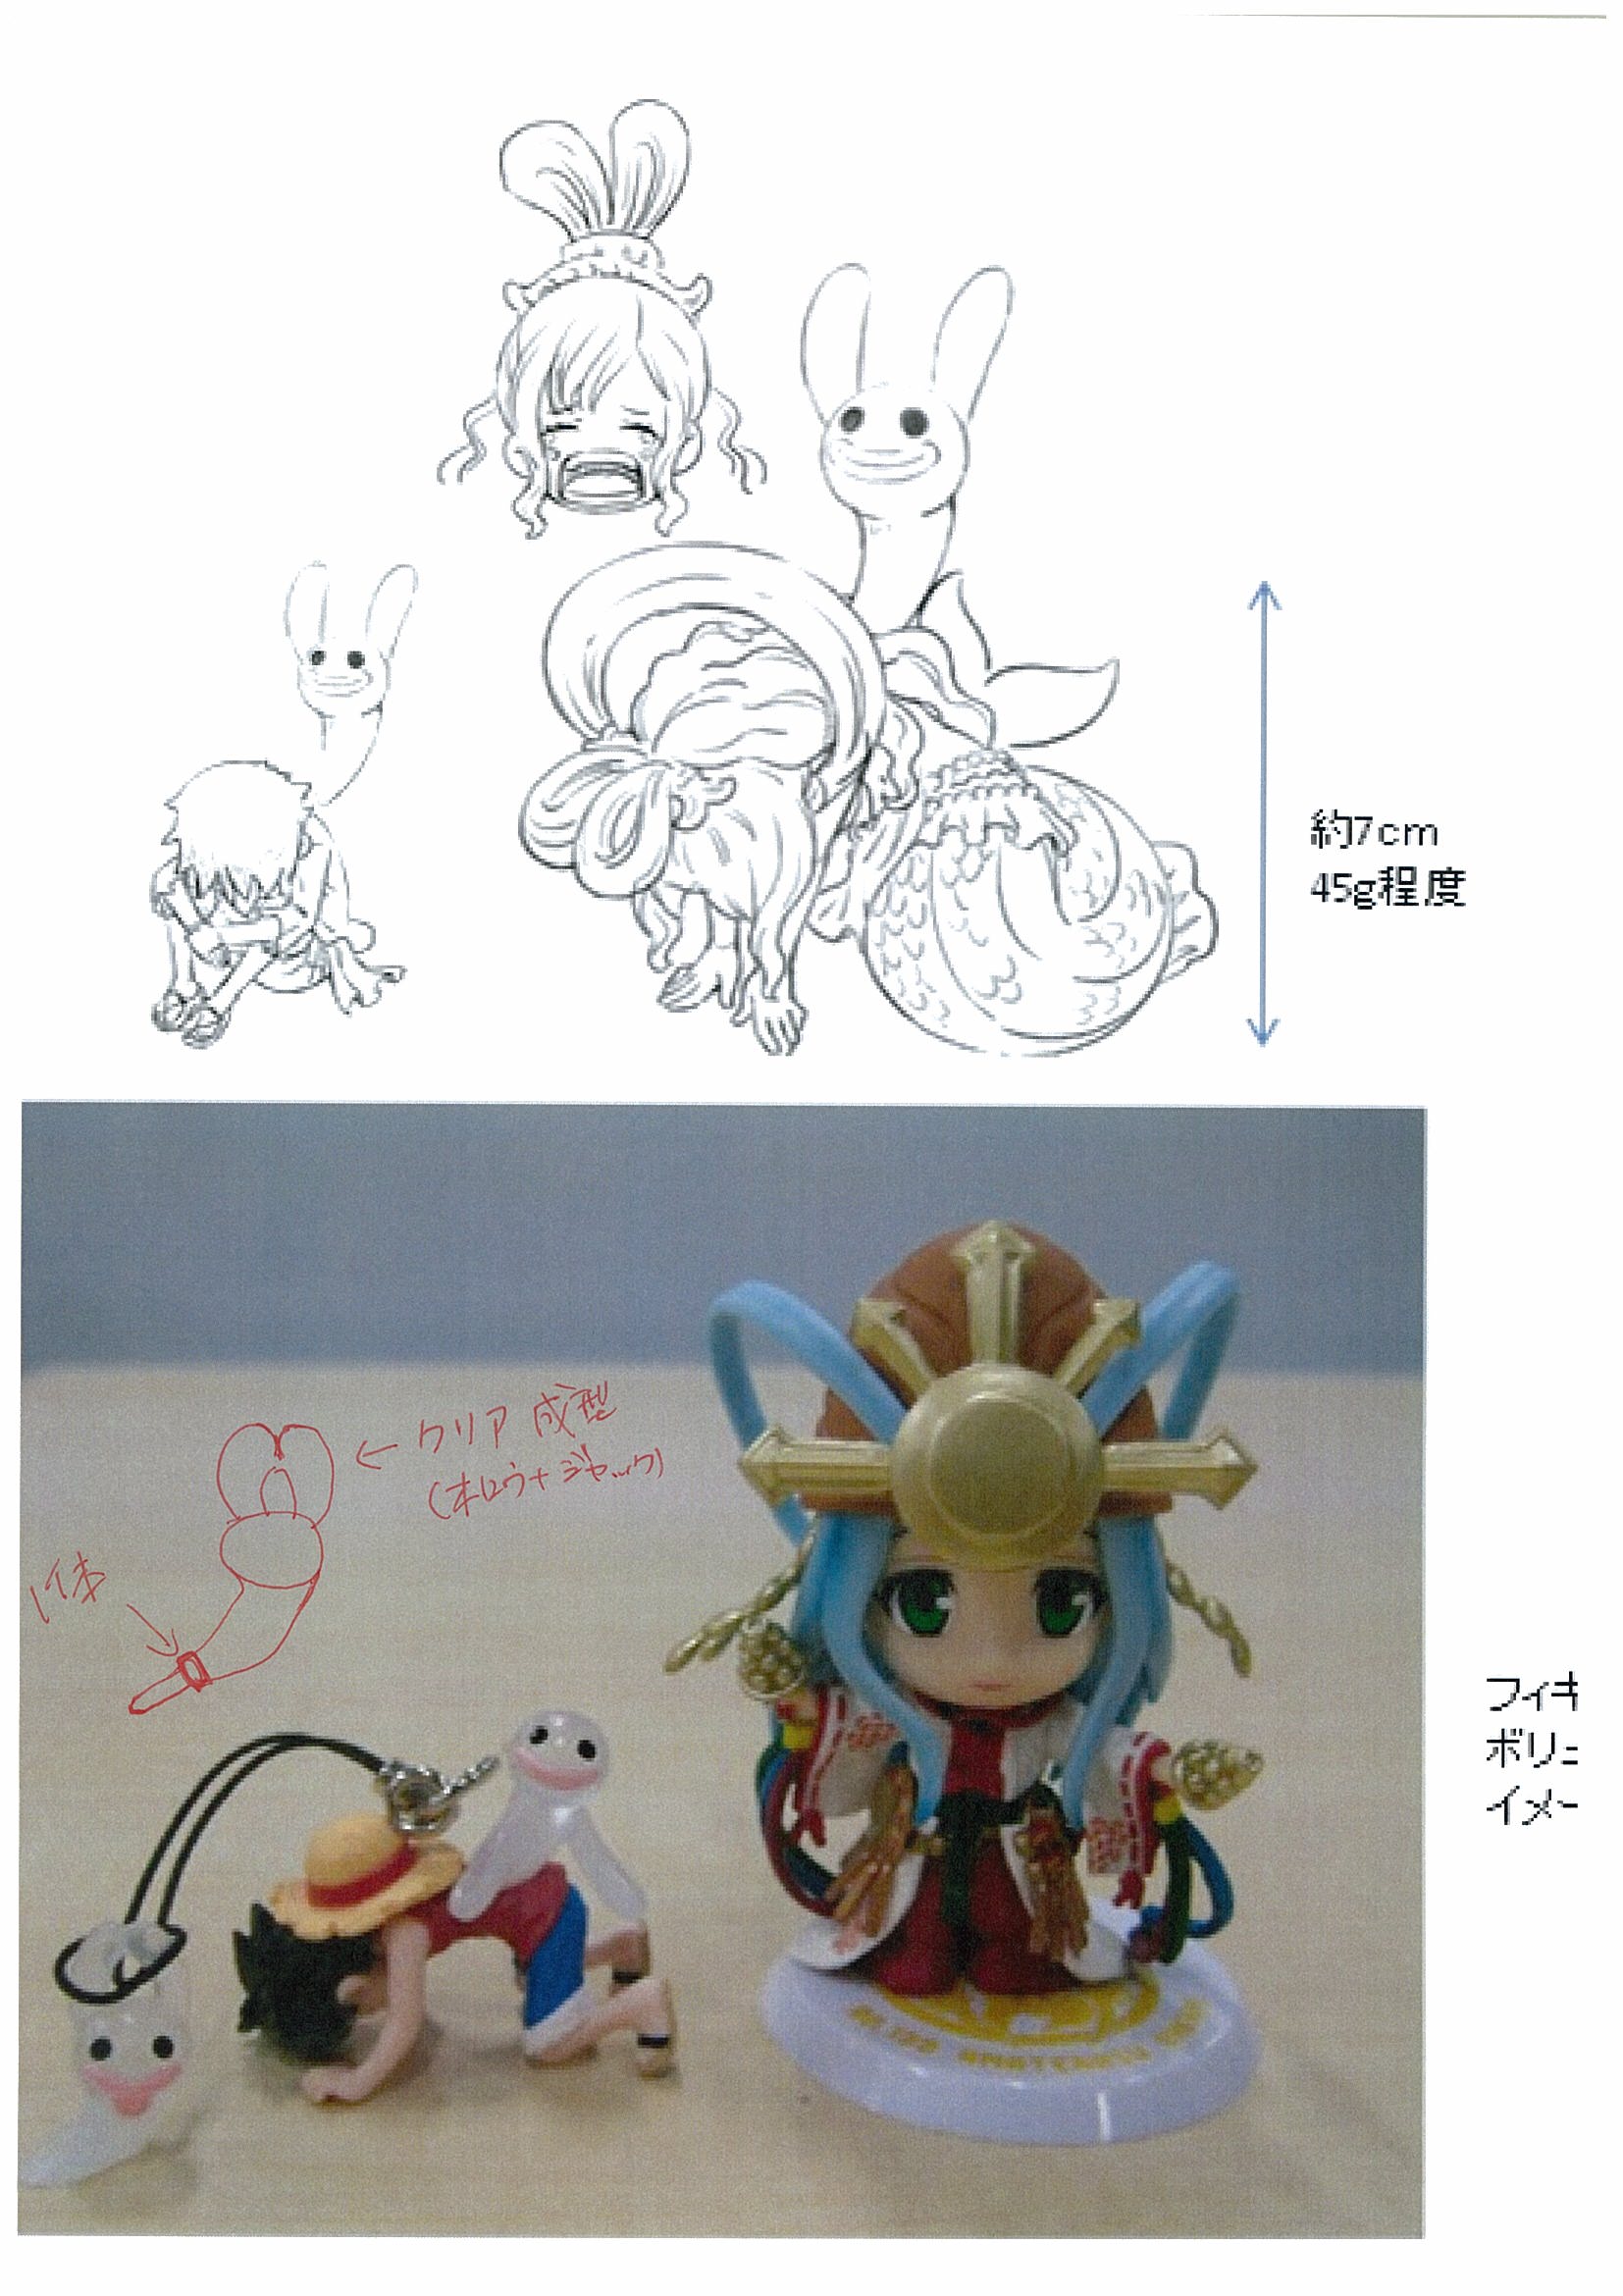 約7cm
45g程度
← クリア 成型
(ホロウ+ジャック)
1体
フィギ
ボリュ
イメー